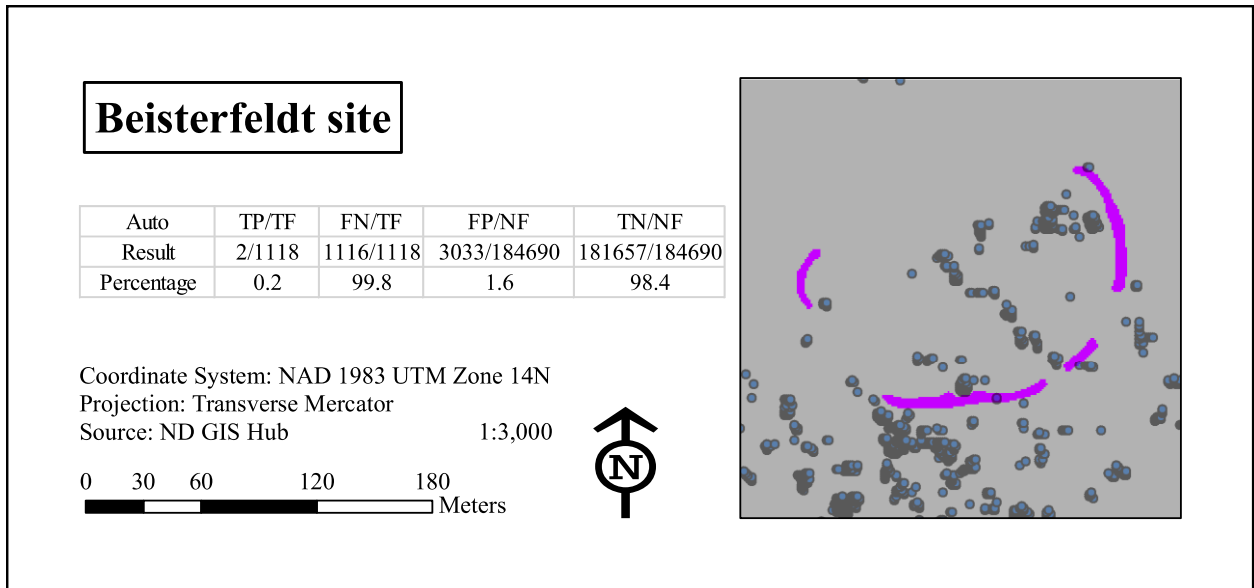 Beisterfeldt site
Auto TP/TF FN/TF FP/NF TN/NF
Result 2/1118 1116/1118 3033/184690 181657/184690
Percentage 0.2 99.8 1.6 98.4
Coordinate System: NAD 1983 UTM Zone 14N
Projection: Transverse Mercator
Source: ND GIS Hub 1:3,000
N
0 30 60 120 180
Meters